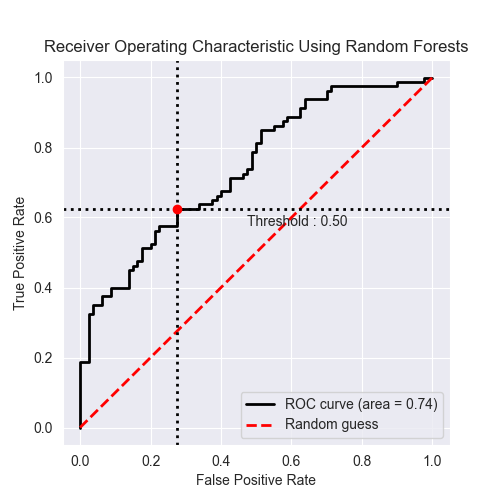 Receiver Operating Characteristic Using Random Forests
1.0
0.8
0.6
0.4
0.2
0.0
True Positive Rate
Threshold : 0.50
ROC curve (area = 0.74)
Random guess
0.0 0.2 0.4 0.6 0.8 1.0
False Positive Rate